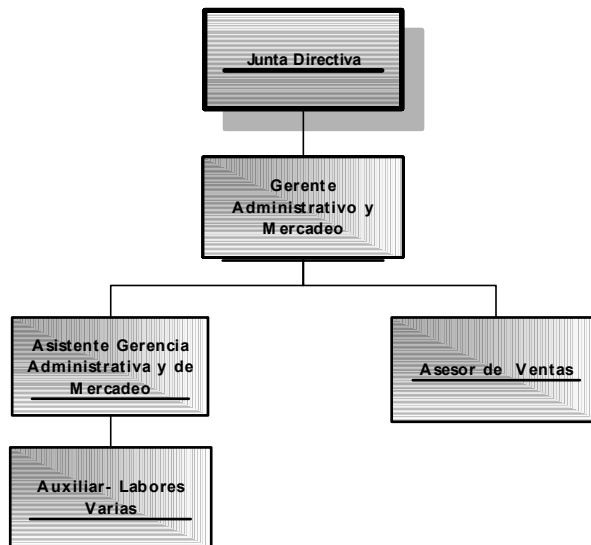 Junta Directiva
Gerente
Administrativo y
Mercadeo
Asistente Gerencia
Administrativa y de
Mercadeo
Asesor de Ventas
Auxiliar- Labores
Varias